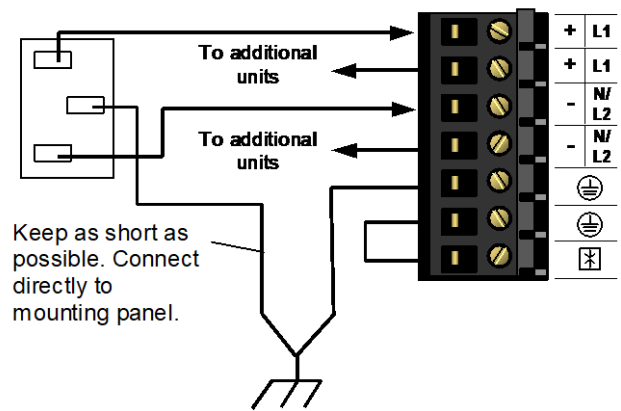 + L1
To additional
units
+ L1
- N/
L2
To additional
units
- N/
L2
Keep as short as
possible. Connect
directly to
mounting panel.